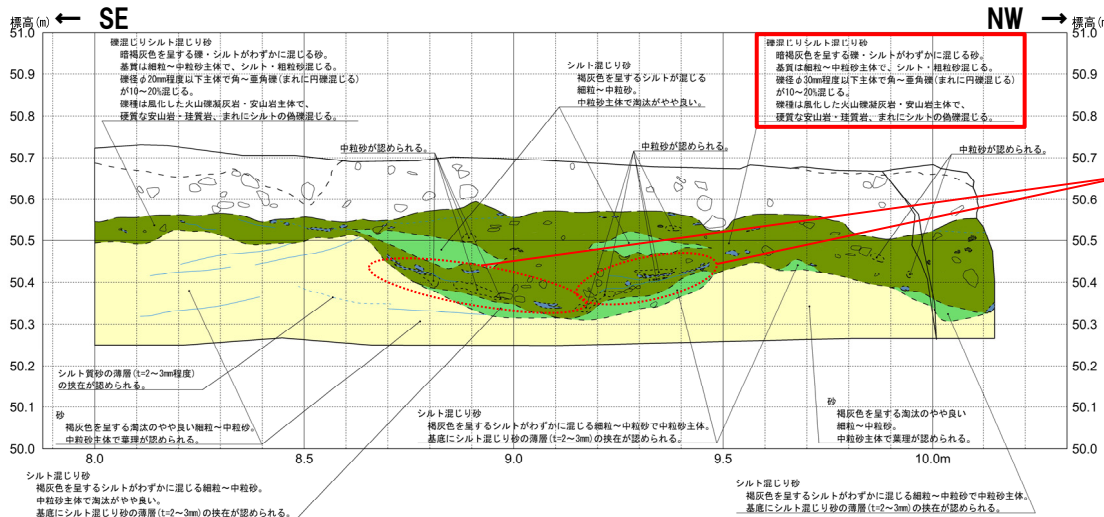 標高(m) ← SE
NW → 標高(m)
51.0
50.9
50.8
50.7
50.6
50.5
50.4
50.3
50.2
50.1
50.0
礫混じりシルト混じり砂
暗褐灰色を呈する礫・シルトがわずかに混じる砂。
基質は細粒〜中粒砂主体で、シルト・粗粒砂混じる。
礫径φ20mm程度以下主体で角〜亜角礫(まれに円礫混じる)
が10〜20%混じる。
礫種は風化した火山礫凝灰岩・安山岩主体で、
硬質な安山岩・珪質岩、まれにシルトの偽礫混じる。
中粒砂が認められる。
シルト混じり砂
褐灰色を呈するシルトが混じる
細粒〜中粒砂。
中粒砂主体で淘汰がやや良い。
中粒砂が認められる。
礫混じりシルト混じり砂
暗褐灰色を呈する礫・シルトがわずかに混じる砂。
基質は細粒〜中粒砂主体で、シルト・粗粒砂混じる。
礫径φ30mm程度以下主体で角〜亜角礫(まれに円礫混じる)
が10〜20%混じる。
礫種は風化した火山礫凝灰岩・安山岩主体で、
硬質な安山岩・珪質岩、まれにシルトの偽礫混じる。
中粒砂が認められる。
51.0
50.9
50.8
50.7
50.6
50.5
50.4
50.3
50.2
50.1
50.0
シルト質砂の薄層(t=2〜3mm程度)
の挟在が認められる。
砂
褐灰色を呈する淘汰のやや良い細粒〜中粒砂。
中粒砂主体で葉理が認められる。
シルト混じり砂
褐灰色を呈するシルトがわずかに混じる細粒〜中粒砂で中粒砂主体。
基底にシルト混じり砂の薄層(t=2〜3mm)の挟在が認められる。
砂
褐灰色を呈する淘汰のやや良い
細粒〜中粒砂。
中粒砂主体で葉理が認められる。
8.0
8.5
9.0
9.5
10.0m
シルト混じり砂
褐灰色を呈するシルトがわずかに混じる細粒〜中粒砂。
中粒砂主体で淘汰がやや良い。
基底にシルト混じり砂の薄層(t=2〜3mm)の挟在が認められる。
シルト混じり砂
褐灰色を呈するシルトがわずかに混じる細粒〜中粒砂で中粒砂主体。
基底にシルト混じり砂の薄層(t=2〜3mm)の挟在が認められる。